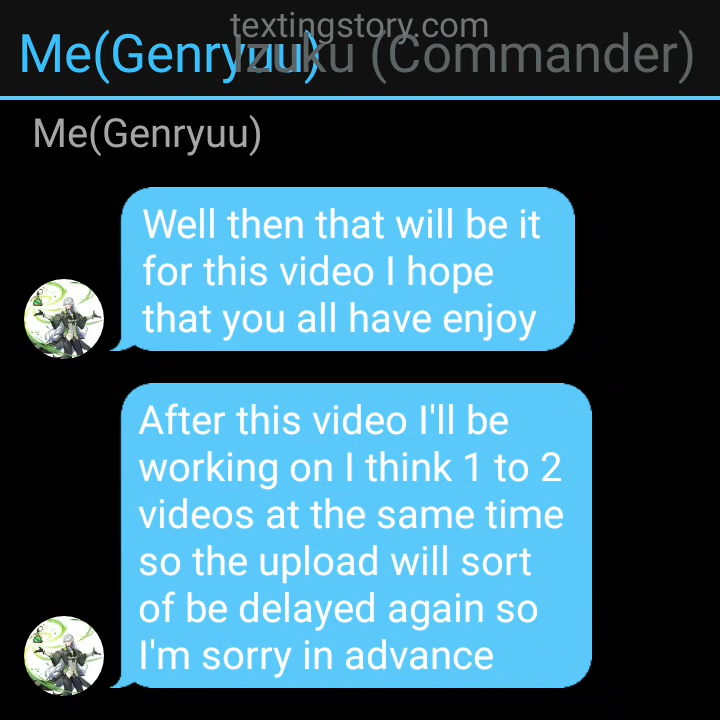 textingstory.com
Me(Genryuu)
Izuku (Commander)
Me(Genryuu)
Well then that will be it
for this video I hope
that you all have enjoy
After this video I'll be
working on I think 1 to 2
videos at the same time
so the upload will sort
of be delayed again so
I'm sorry in advance